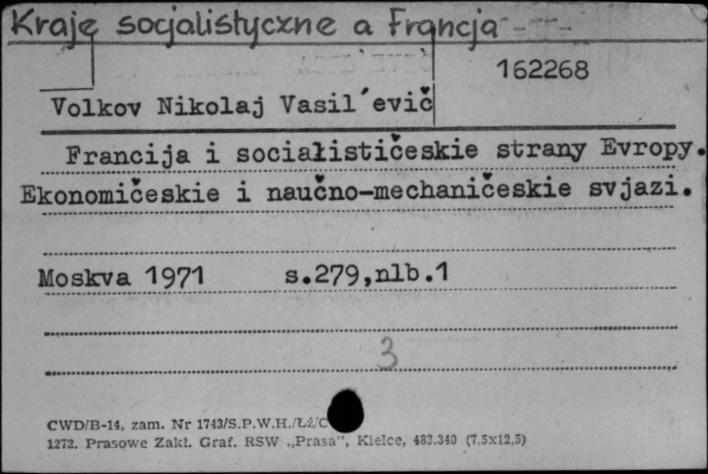 Kraje socjalistyczne a Francja
162268
Volkov Nikolaj Vasil´evič
Francija i sociałističeskie strany Evropy.
Ekonomičeskie i naučno-mechaničeskie svjazi.
Moskva 1971 s.279,nlb.1
3
CWD/B-14, zam. Nr 1743/S.P.W.H./ŁŻ/C
1272. Prasowe Zakł. Graf. RSW „Prasa”, Kielce, 483.340 (7,5x12,5)